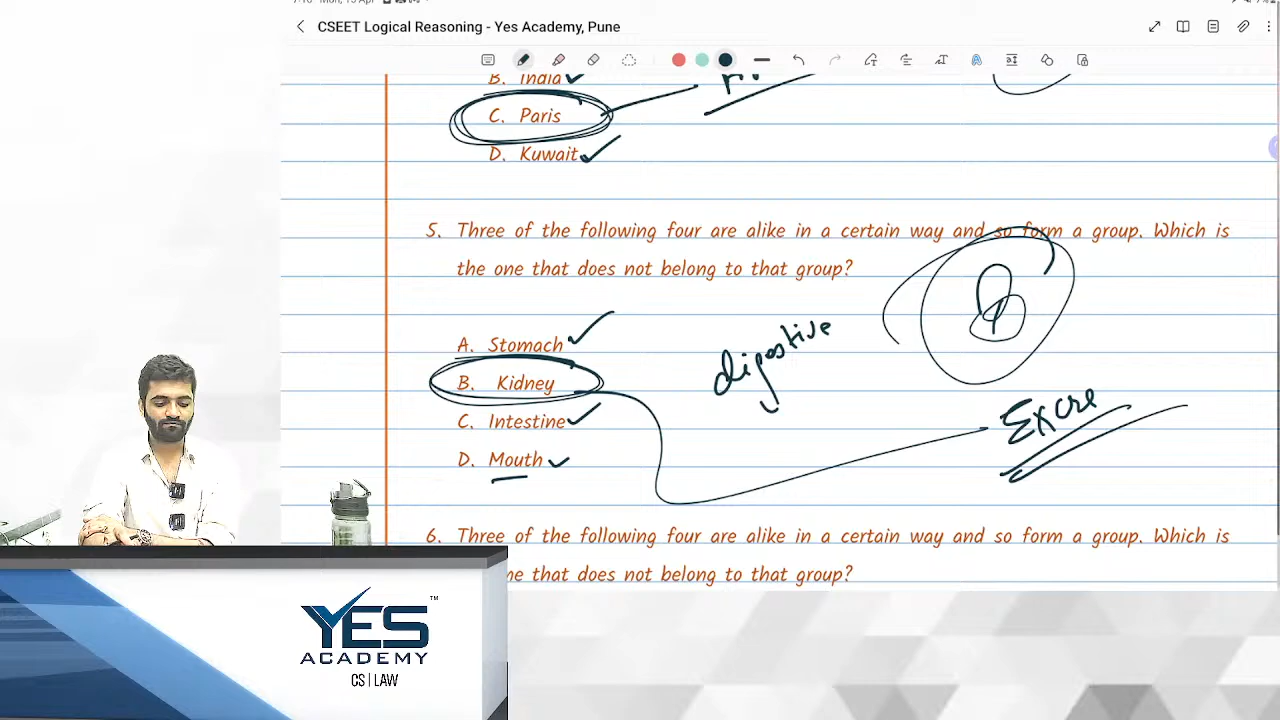 CSEET Logical Reasoning - Yes Academy, Pune
B. India
C. Paris
D. Kuwait
5. Three of the following four are alike in a certain way and so form a group. Which is
the one that does not belong to that group?
A. Stomach
B. Kidney
C. Intestine
D. Mouth
digestive
Excre
6. Three of the following four are alike in a certain way and so form a group. Which is
one that does not belong to that group?
YES
ACADEMY
TM
CS | LAW